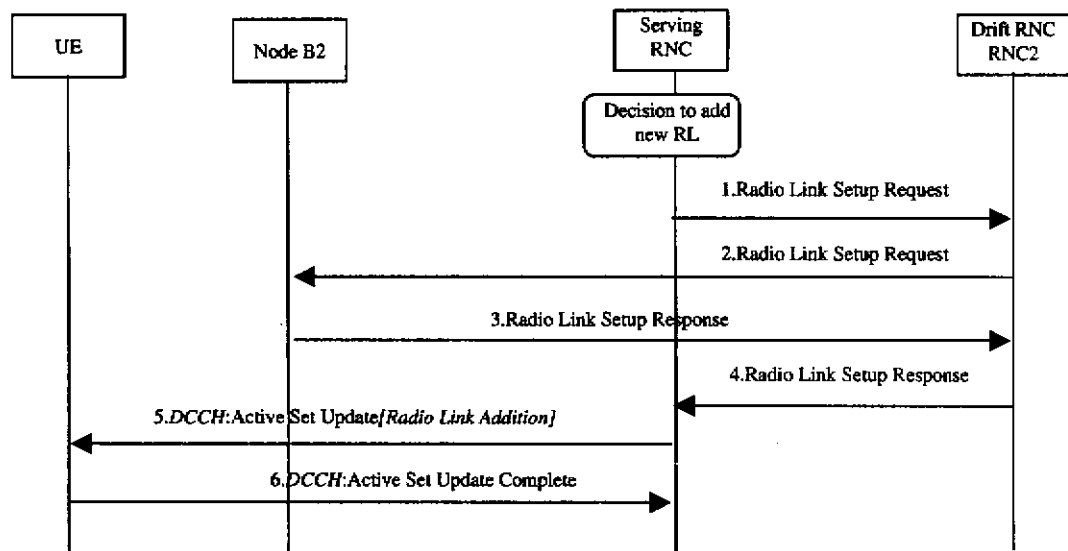 UE
Node B2
Serving
RNC
Drift RNC
RNC2
Decision to add
new RL
1.Radio Link Setup Request
2.Radio Link Setup Request
3.Radio Link Setup Response
4.Radio Link Setup Response
5.DCCH:Active Set Update[Radio Link Addition]
6.DCCH:Active Set Update Complete